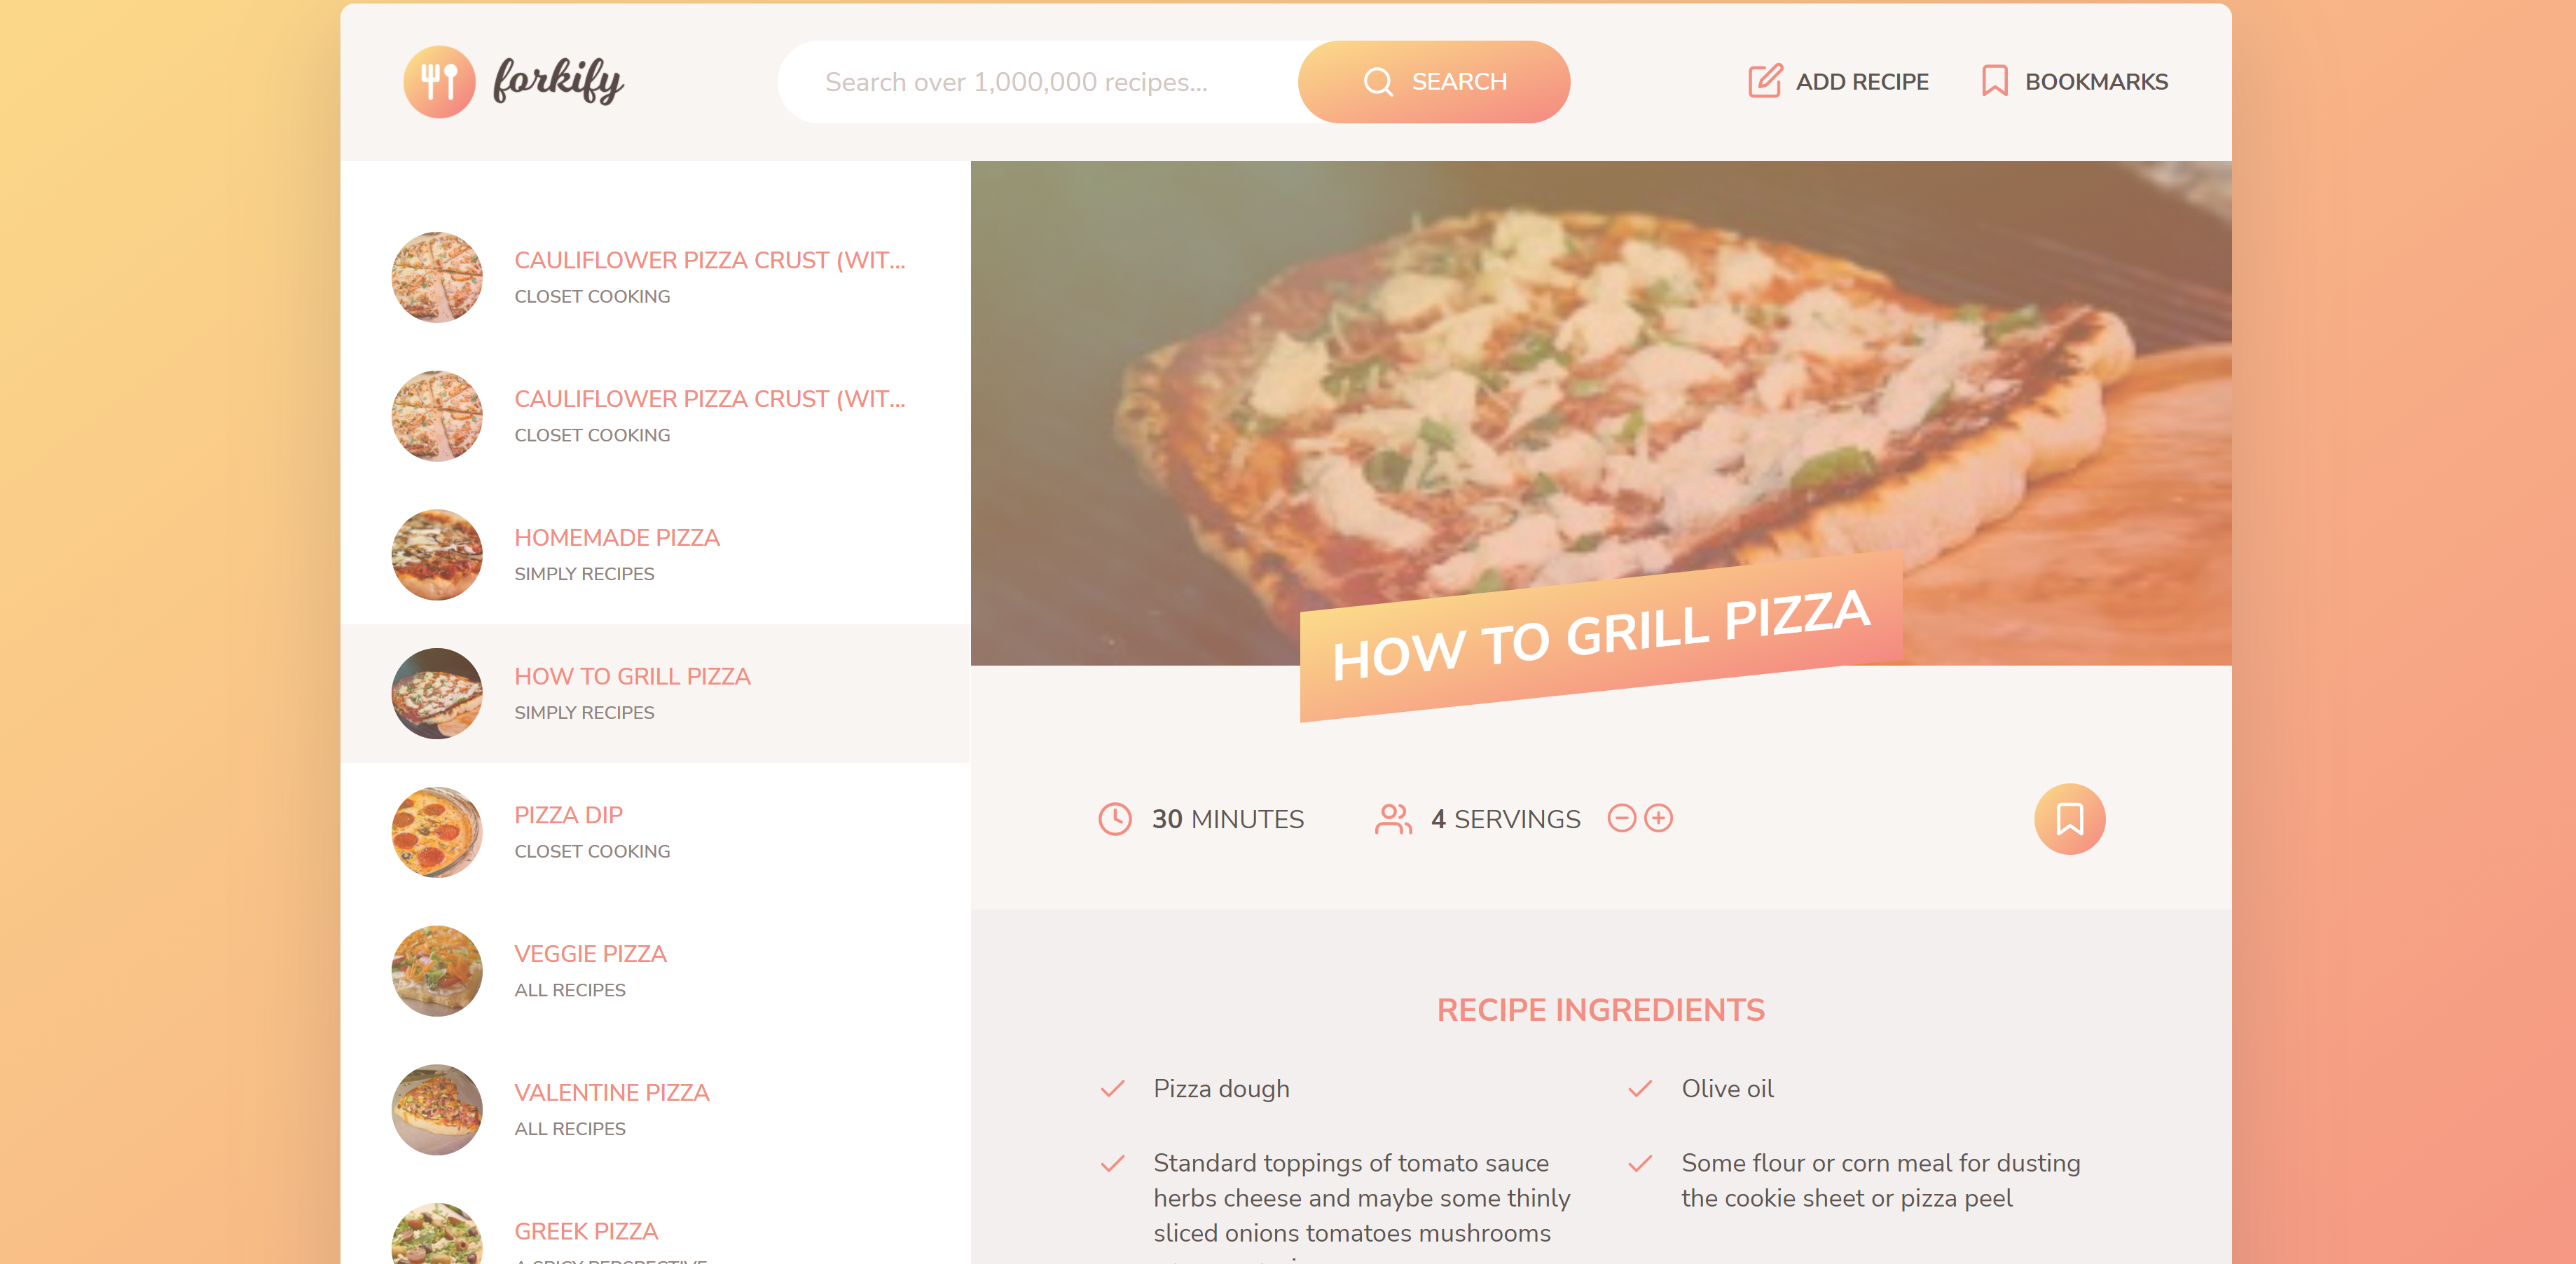 forkify
Search over 1,000,000 recipes...
SEARCH
ADD RECIPE
BOOKMARKS
CAULIFLOWER PIZZA CRUST (WIT...
CLOSET COOKING
CAULIFLOWER PIZZA CRUST (WIT...
CLOSET COOKING
HOMEMADE PIZZA
SIMPLY RECIPES
HOW TO GRILL PIZZA
SIMPLY RECIPES
PIZZA DIP
CLOSET COOKING
VEGGIE PIZZA
ALL RECIPES
VALENTINE PIZZA
ALL RECIPES
GREEK PIZZA
A SPICY PERSPECTIVE
HOW TO GRILL PIZZA
30 MINUTES
4 SERVINGS
RECIPE INGREDIENTS
Pizza dough
Olive oil
Standard toppings of tomato sauce
herbs cheese and maybe some thinly
sliced onions tomatoes mushrooms
Some flour or corn meal for dusting
the cookie sheet or pizza peel